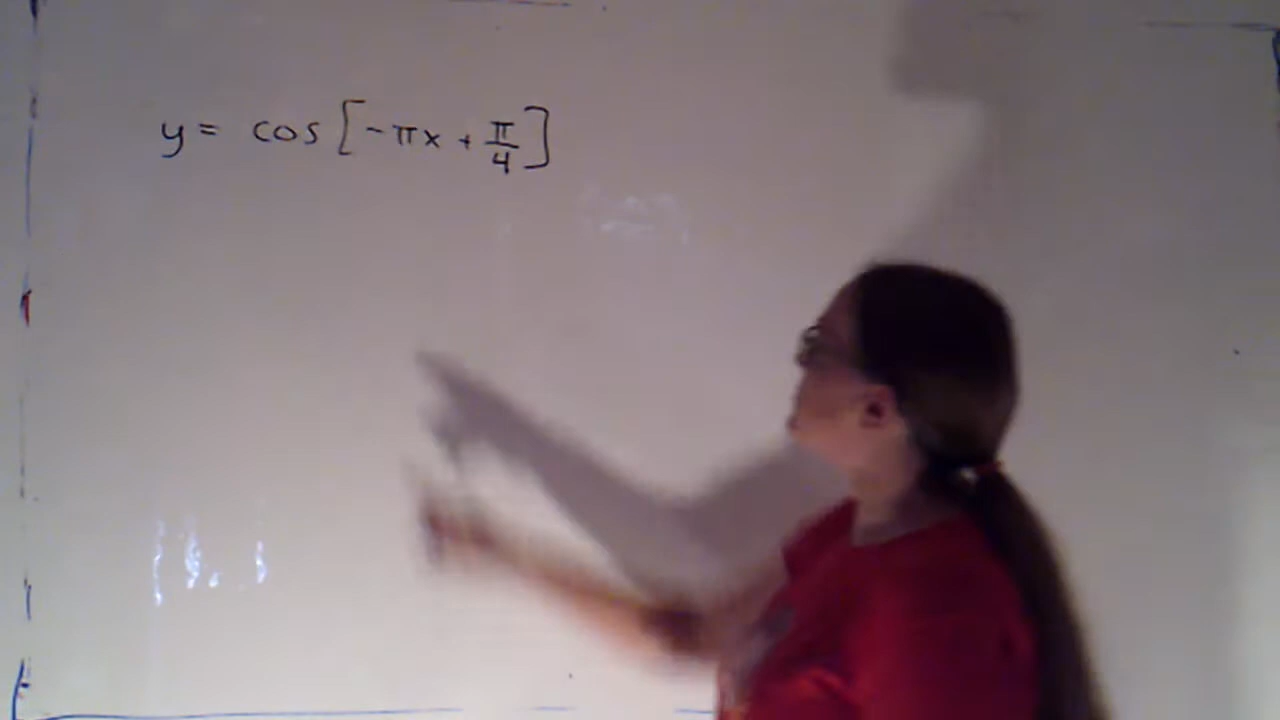 y = cos [-πx + π/4]